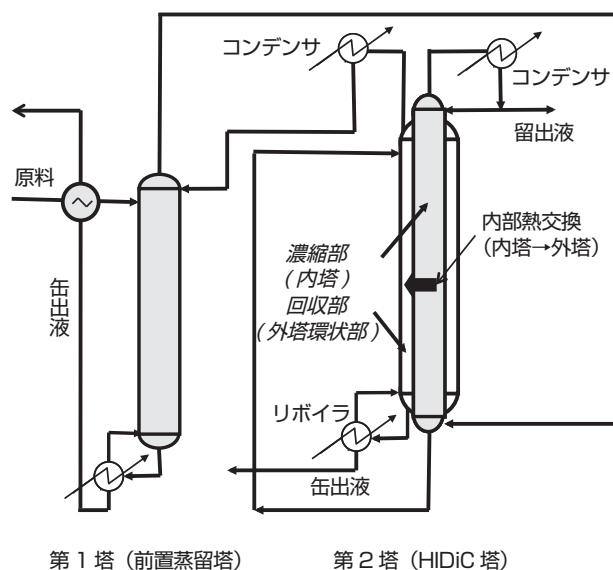 コンデンサ
コンデンサ
留出液
原料
内部熱交換
(内塔→外塔)
濃縮部
(内塔)
回収部
(外塔環状部)
缶出液
リボイラ
缶出液
第1塔(前置蒸留塔)
第2塔(HIDiC塔)